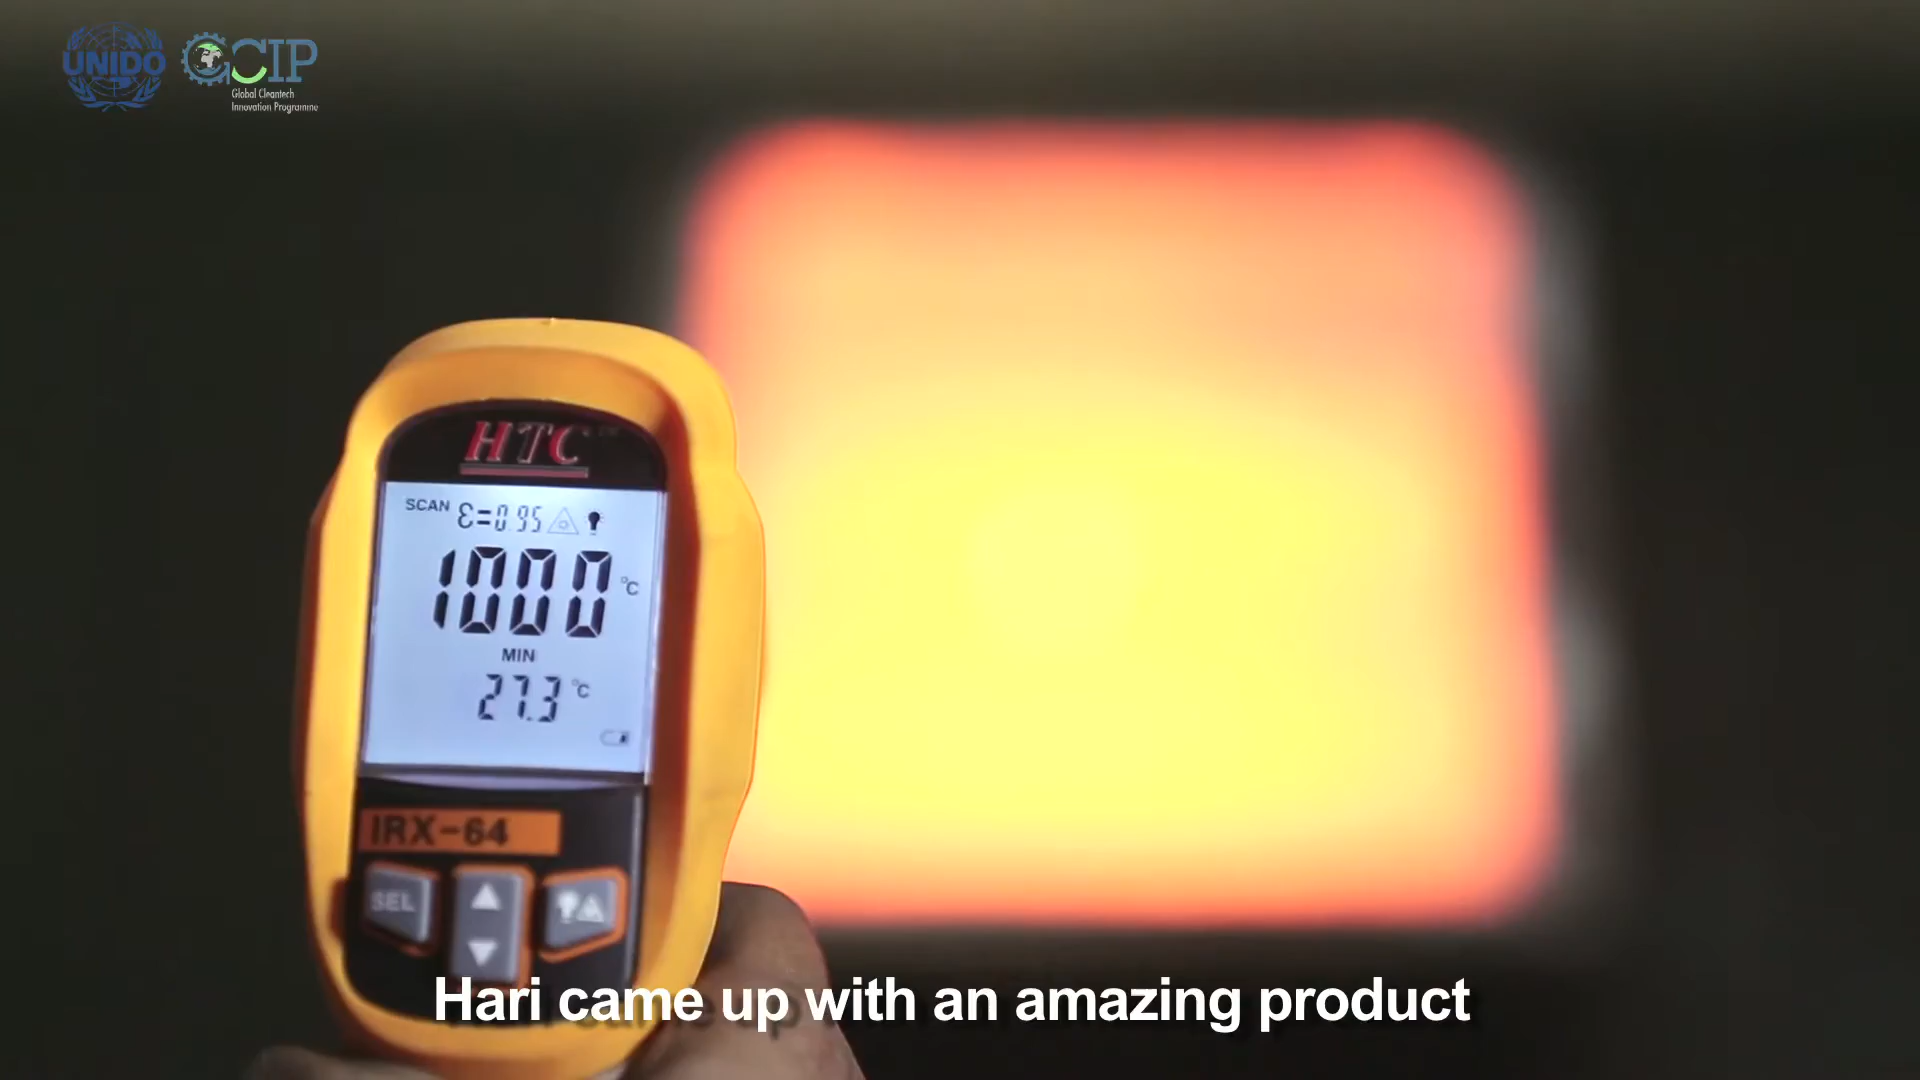 UNIDO
GCIP
Global Cleantech
Innovation Programme
HTC
SCAN ε=0.95
1000 °C
MIN
27.3 °C
IRX-64
SEL
Hari came up with an amazing product